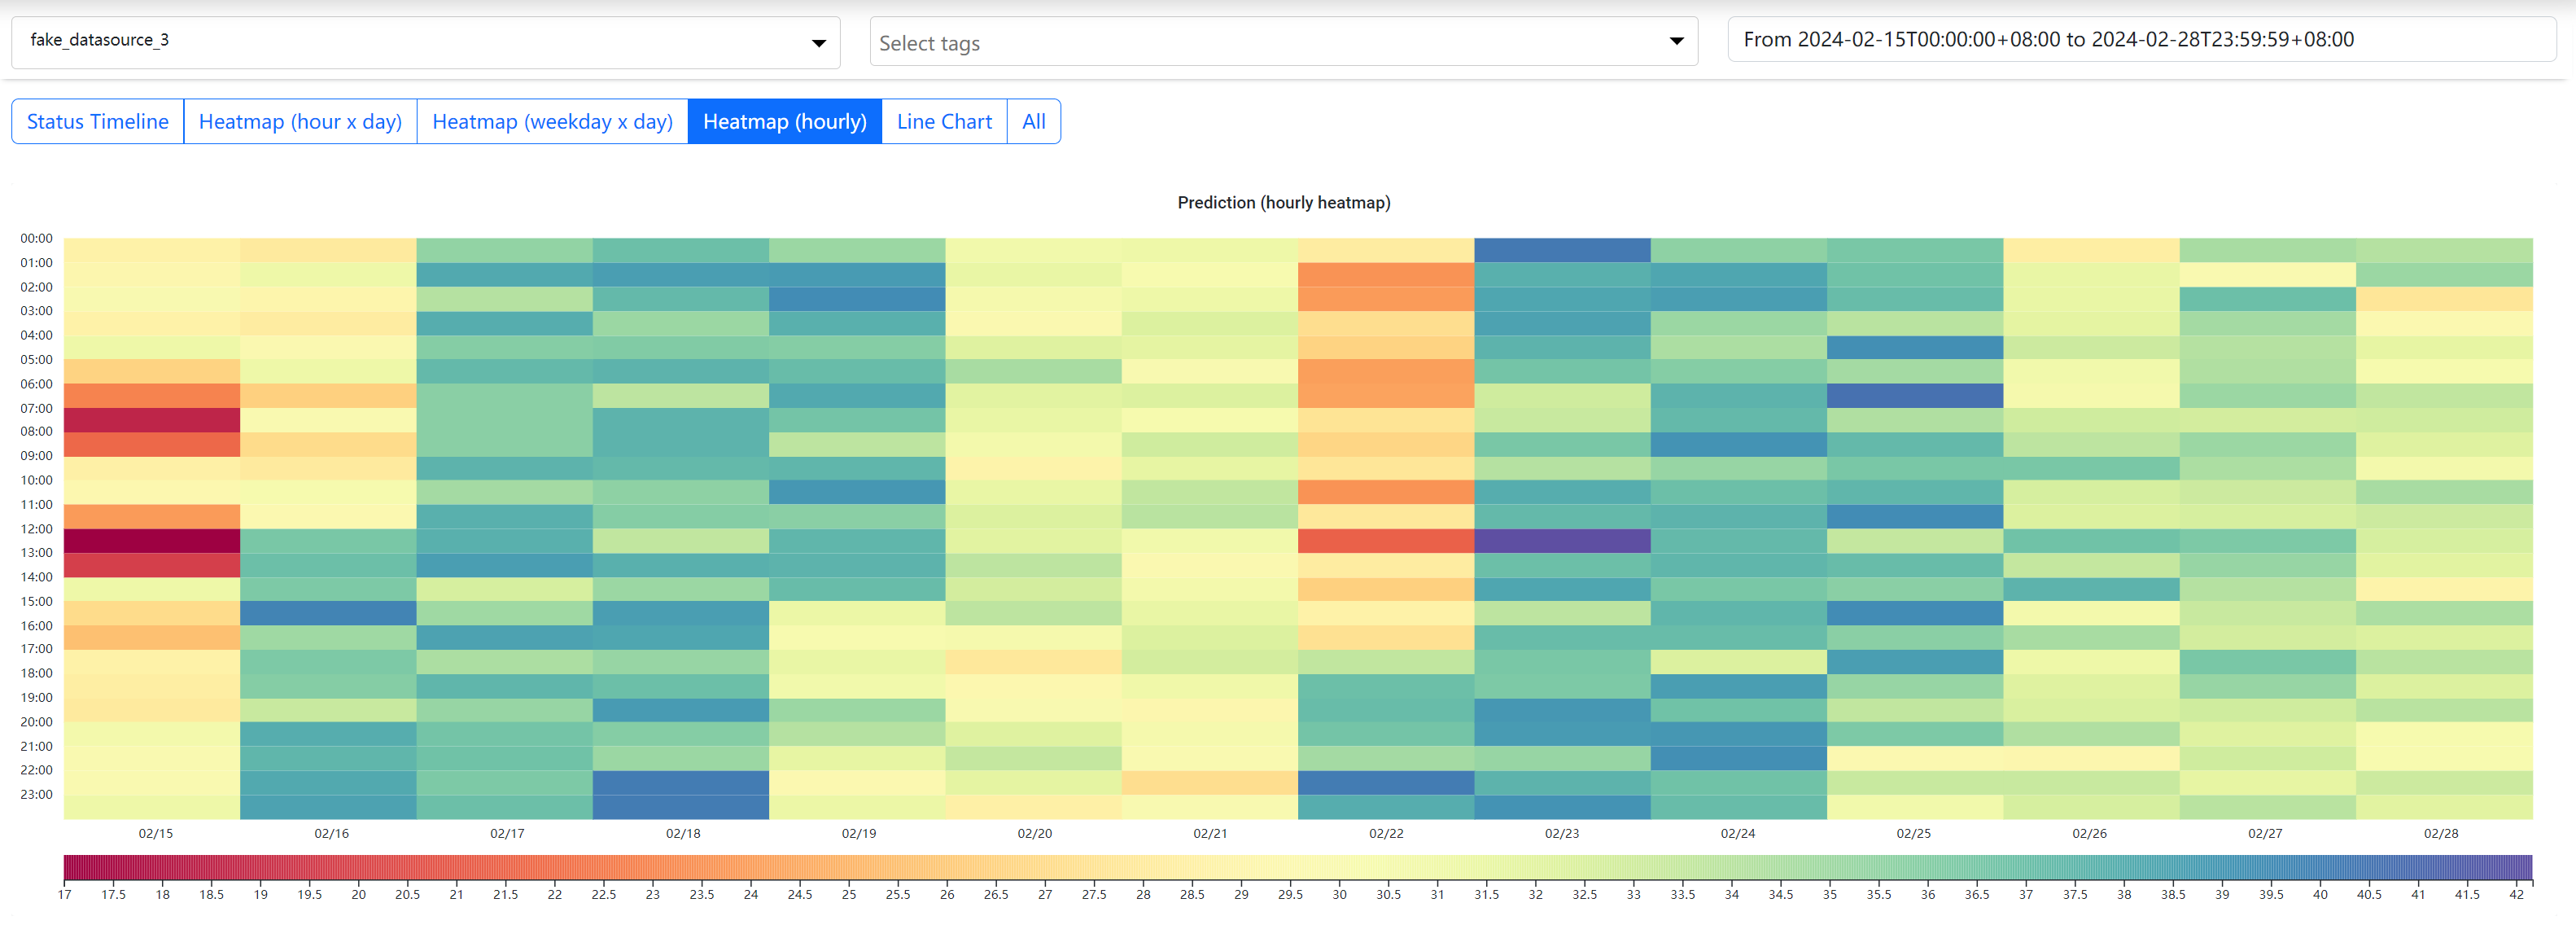 fake_datasource_3
Select tags
From 2024-02-15T00:00:00+08:00 to 2024-02-28T23:59:59+08:00
Status Timeline
Heatmap (hour x day)
Heatmap (weekday x day)
Heatmap (hourly)
Line Chart
All
Prediction (hourly heatmap)
00:00
01:00
02:00
03:00
04:00
05:00
06:00
07:00
08:00
09:00
10:00
11:00
12:00
13:00
14:00
15:00
16:00
17:00
18:00
19:00
20:00
21:00
22:00
23:00
02/15 02/16 02/17 02/18 02/19 02/20 02/21 02/22 02/23 02/24 02/25 02/26 02/27 02/28
17 17.5 18 18.5 19 19.5 20 20.5 21 21.5 22 22.5 23 23.5 24 24.5 25 25.5 26 26.5 27 27.5 28 28.5 29 29.5 30 30.5 31 31.5 32 32.5 33 33.5 34 34.5 35 35.5 36 36.5 37 37.5 38 38.5 39 39.5 40 40.5 41 41.5 42